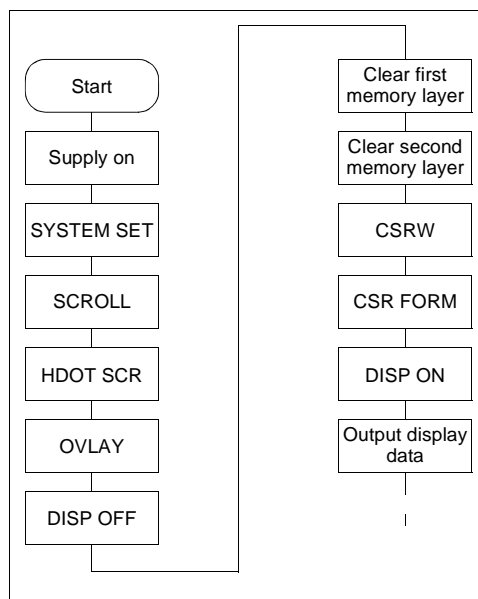 Start
Supply on
SYSTEM SET
SCROLL
HDOT SCR
OVLAY
DISP OFF
Clear first
memory layer
Clear second
memory layer
CSRW
CSR FORM
DISP ON
Output display
data